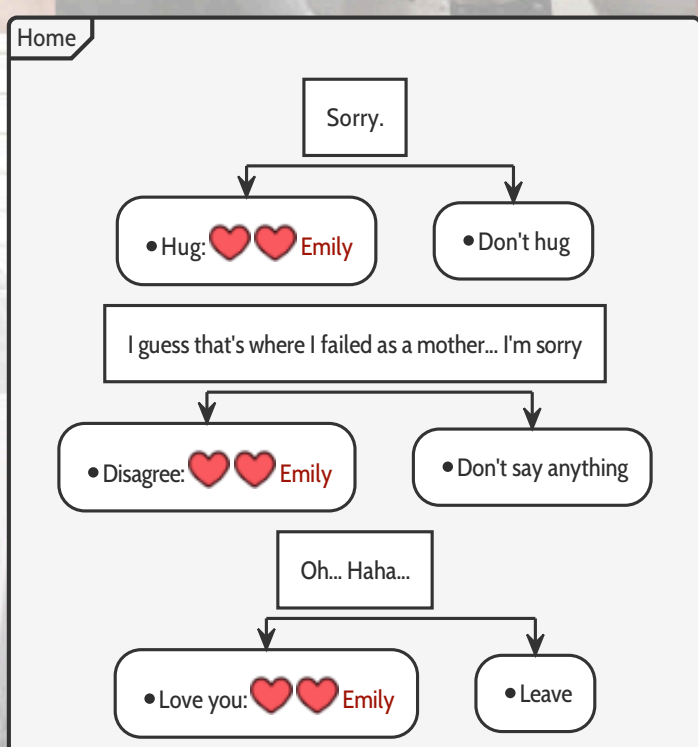 Home
Sorry.
•Hug: Emily
•Don't hug
I guess that's where I failed as a mother... I'm sorry
•Disagree: Emily
•Don't say anything
Oh... Haha...
•Love you: Emily
•Leave